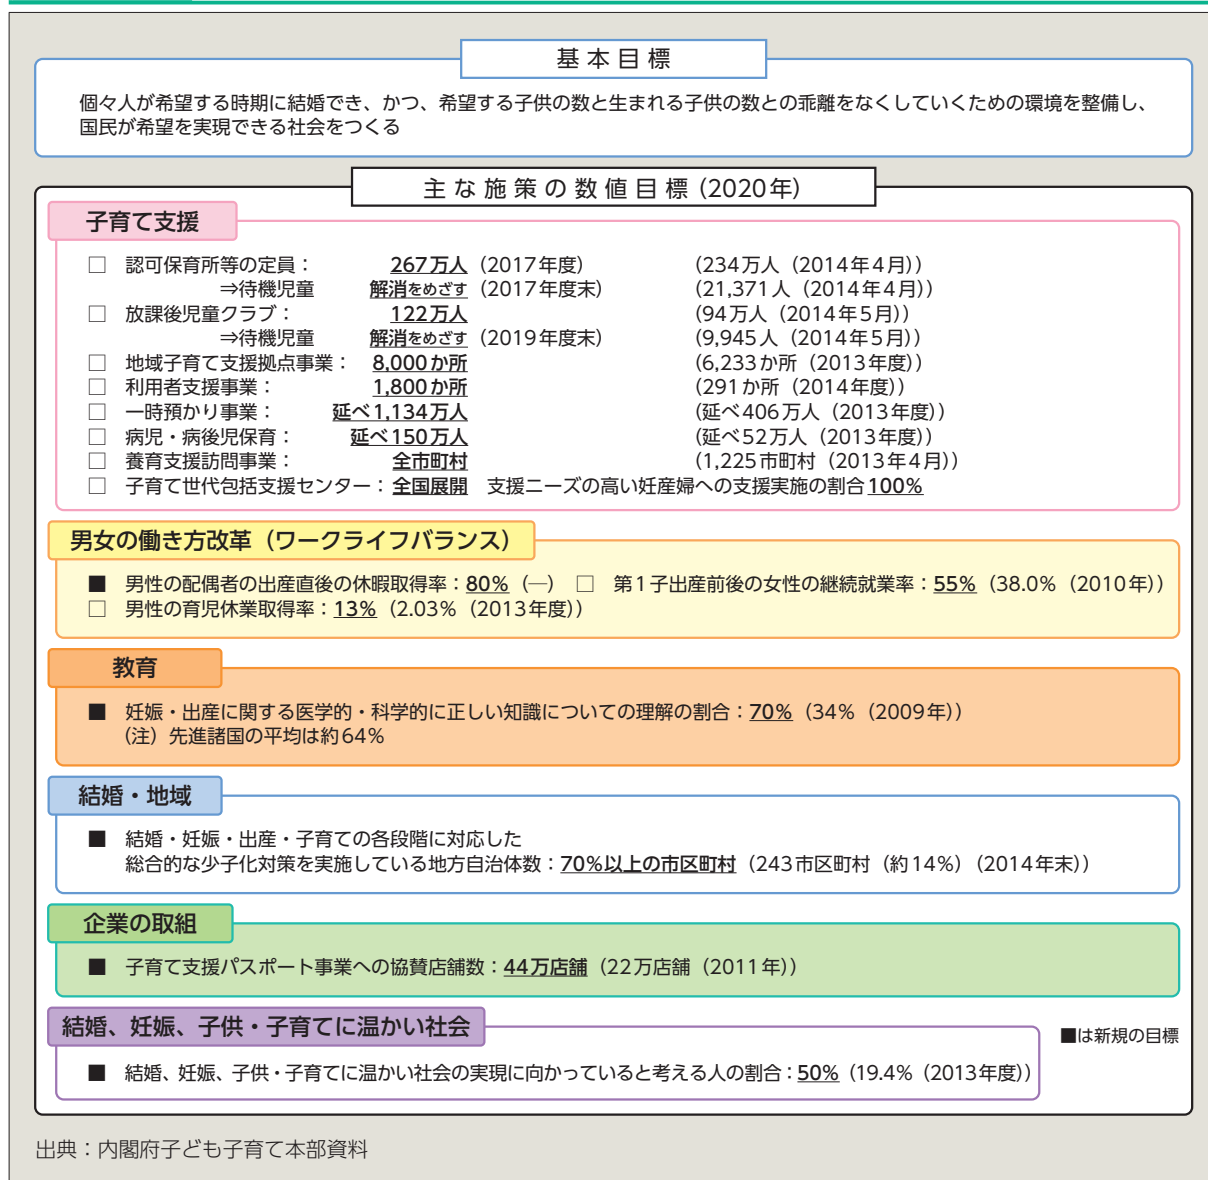 基本目標
個々人が希望する時期に結婚でき、かつ、希望する子供の数と生まれる子供の数との乖離をなくしていくための環境を整備し、
国民が希望を実現できる社会をつくる
主な施策の数値目標（2020年）
子育て支援
□ 認可保育所等の定員： 267万人（2017年度） （234万人（2014年4月））
⇒待機児童 解消をめざす（2017年度末） （21,371人（2014年4月））
□ 放課後児童クラブ： 122万人 （94万人（2014年5月））
⇒待機児童 解消をめざす（2019年度末） （9,945人（2014年5月））
□ 地域子育て支援拠点事業： 8,000か所 （6,233か所（2013年度））
□ 利用者支援事業： 1,800か所 （291か所（2014年度））
□ 一時預かり事業： 延べ1,134万人 （延べ406万人（2013年度））
□ 病児・病後児保育： 延べ150万人 （延べ52万人（2013年度））
□ 養育支援訪問事業： 全市町村 （1,225市町村（2013年4月））
□ 子育て世代包括支援センター：全国展開 支援ニーズの高い妊産婦への支援実施の割合100%
男女の働き方改革（ワークライフバランス）
■ 男性の配偶者の出産直後の休暇取得率：80%（―） □ 第1子出産前後の女性の継続就業率：55%（38.0%（2010年））
□ 男性の育児休業取得率：13%（2.03%（2013年度））
教育
■ 妊娠・出産に関する医学的・科学的に正しい知識についての理解の割合：70%（34%（2009年））
（注）先進諸国の平均は約64%
結婚・地域
■ 結婚・妊娠・出産・子育ての各段階に対応した
総合的な少子化対策を実施している地方自治体数：70%以上の市区町村（243市区町村（約14%）（2014年末））
企業の取組
■ 子育て支援パスポート事業への協賛店舗数：44万店舗（22万店舗（2011年））
結婚、妊娠、子供・子育てに温かい社会
■は新規の目標
■ 結婚、妊娠、子供・子育てに温かい社会の実現に向かっていると考える人の割合：50%（19.4%（2013年度））
出典：内閣府子ども子育て本部資料